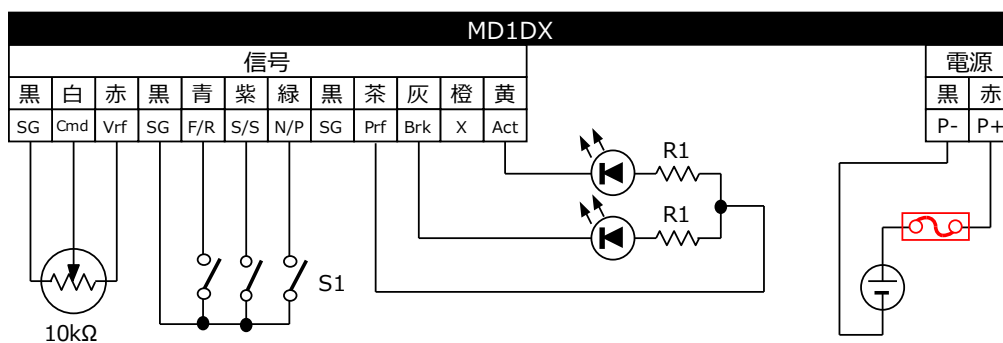 MD1DX
信号 電源
黒 白 赤 黒 青 紫 緑 黒 茶 灰 橙 黄 黒 赤
SG Cmd Vrf SG F/R S/S N/P SG Prf Brk X Act P- P+
R1
R1
S1
10kΩ